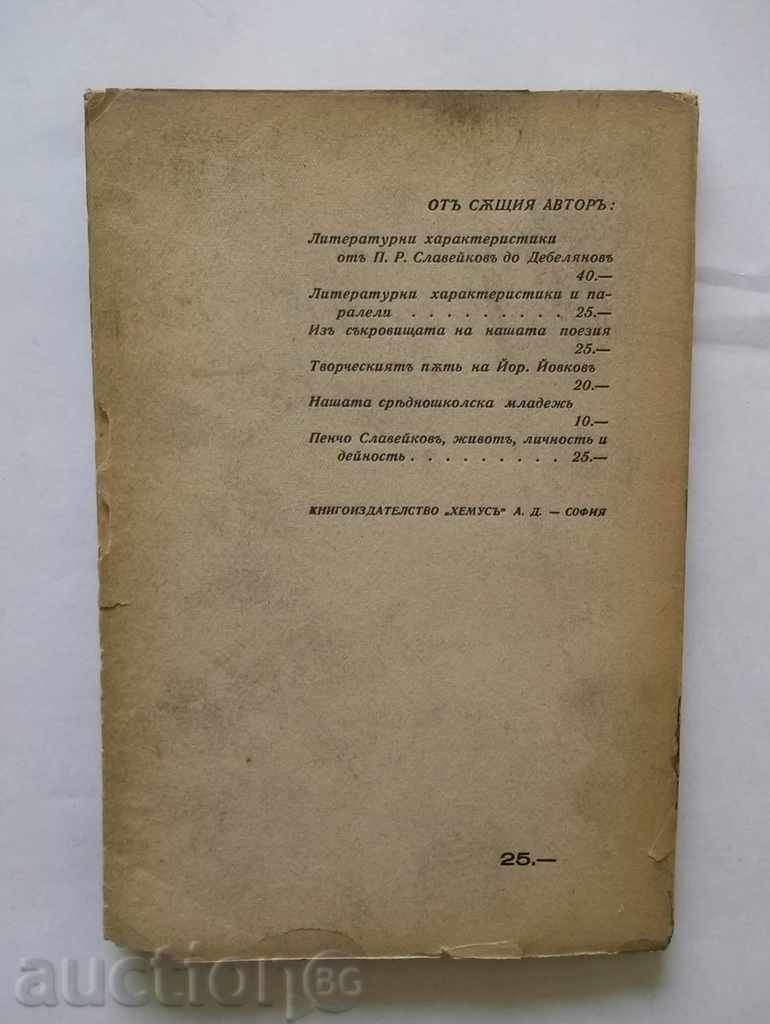 ОТЪ СѪЩИЯ АВТОРЪ:
Литературни характеристики
отъ П. Р. Славейковъ до Дебеляновъ
40.—
Литературни характеристики и па-
ралели . . . . . . . . . 25.—
Изъ съкровищата на нашата поезия
25.—
Творческиятъ пѫть на Йор. Йовковъ
20.—
Нашата срѣдношколска младежь
10.—
Пенчо Славейковъ, животъ, личность и
дейность . . . . . . . . . 25.—
КНИГОИЗДАТЕЛСТВО „ХЕМУСЪ“ А. Д. — СОФИЯ
25.—
auction BG